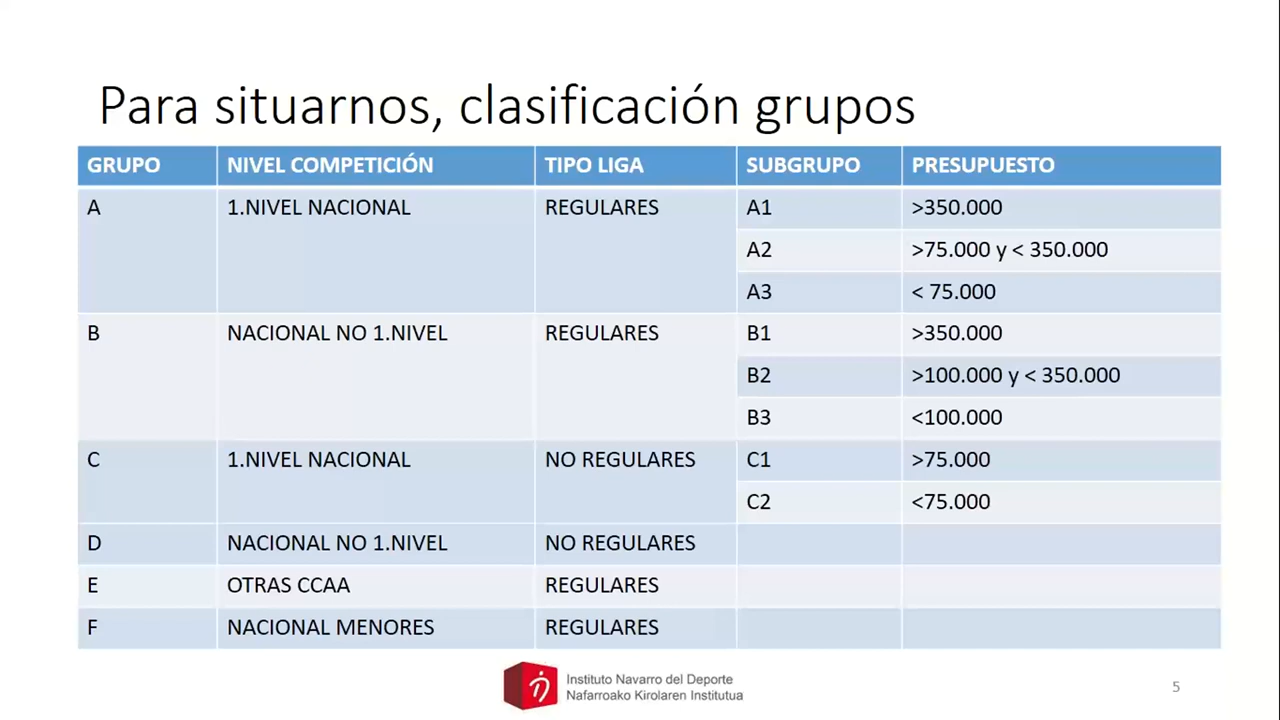 Para situarnos, clasificación grupos
GRUPO NIVEL COMPETICIÓN TIPO LIGA SUBGRUPO PRESUPUESTO
A 1.NIVEL NACIONAL REGULARES A1 >350.000
A2 >75.000 y < 350.000
A3 < 75.000
B NACIONAL NO 1.NIVEL REGULARES B1 >350.000
B2 >100.000 y < 350.000
B3 <100.000
C 1.NIVEL NACIONAL NO REGULARES C1 >75.000
C2 <75.000
D NACIONAL NO 1.NIVEL NO REGULARES
E OTRAS CCAA REGULARES
F NACIONAL MENORES REGULARES
Instituto Navarro del Deporte
Nafarroako Kirolaren Institutua
5